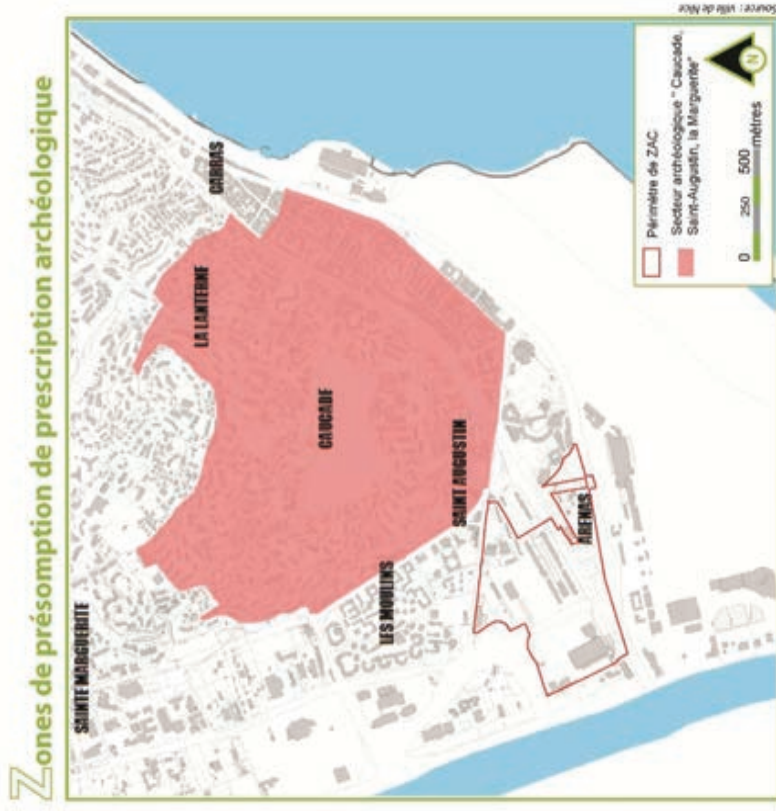 Zones de présomption de prescription archéologique
SAINTE MARGUERITE
LA LANTERNE
CARRAS
CAUCADE
LES MOULINS
SAINT AUGUSTIN
ARENAS
Périmètre de ZAC
Secteur archéologique " Caucade,
Saint-Augustin, la Marguerite"
0 250 500
mètres
N
Source : ville de Nice